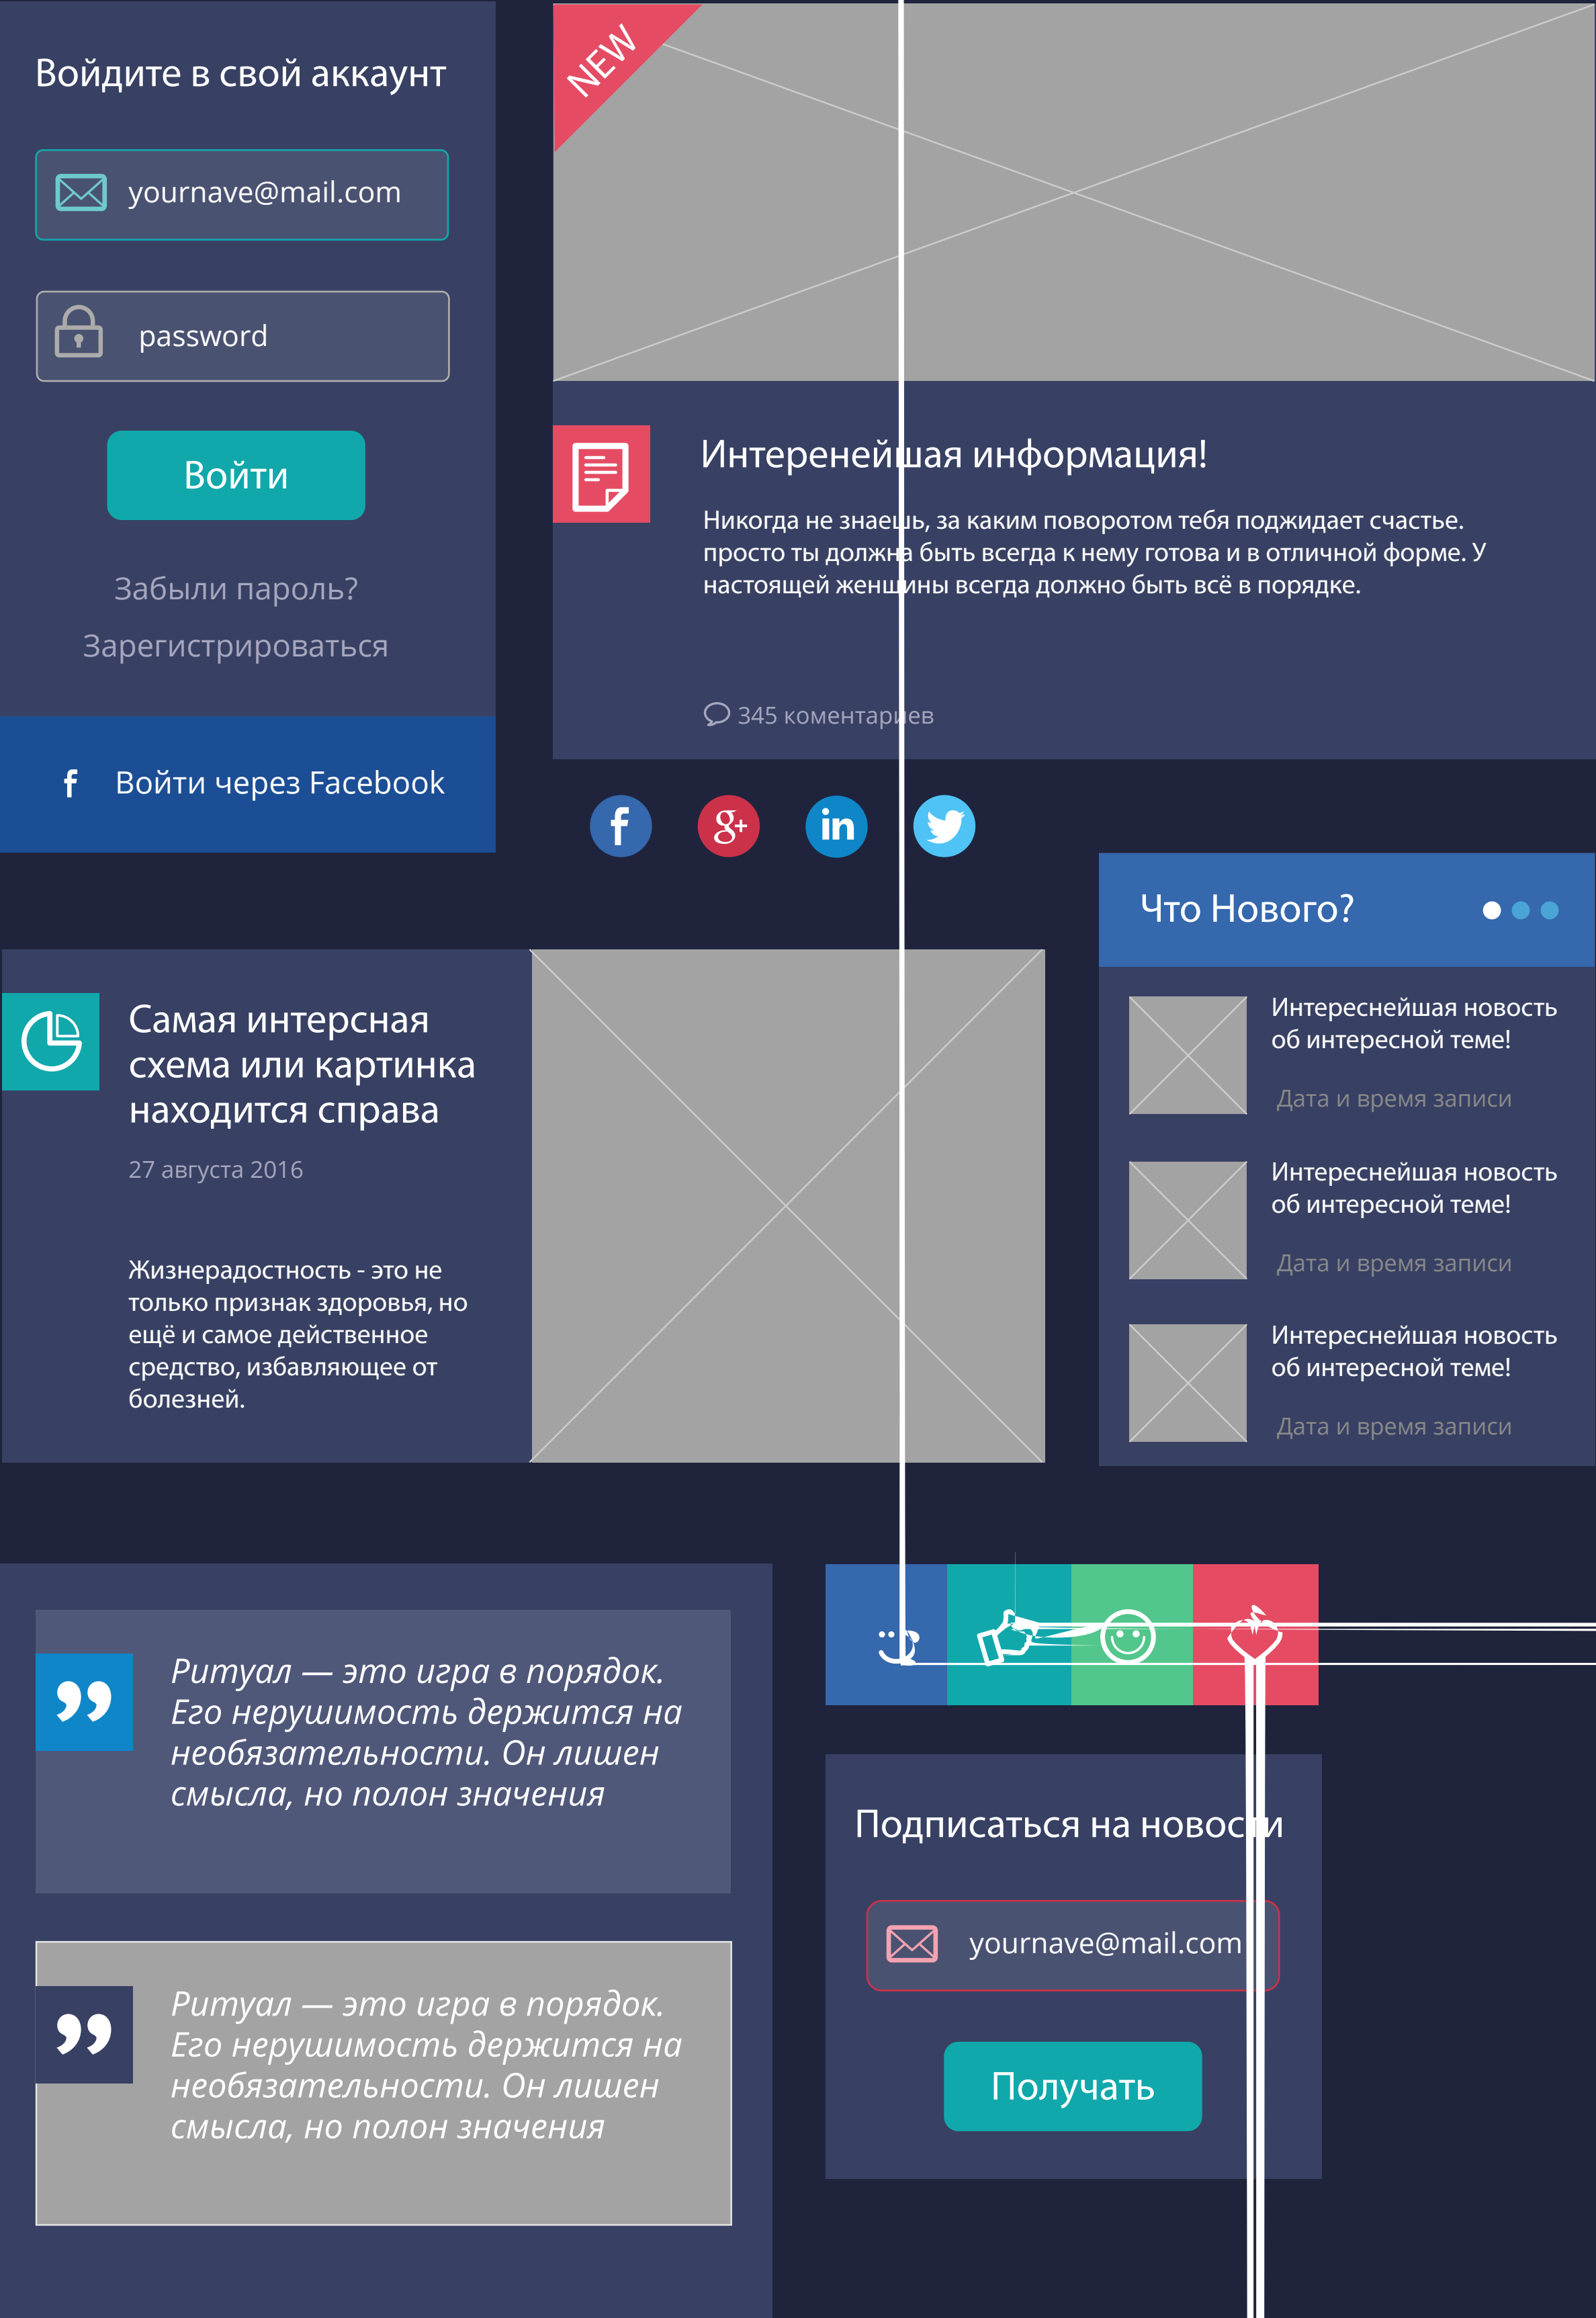 Войдите в свой аккаунт
yournave@mail.com
password
Войти
Забыли пароль?
Зарегистрироваться
f Войти через Facebook
NEW
Интеренейшая информация!
Никогда не знаешь, за каким поворотом тебя поджидает счастье.
просто ты должна быть всегда к нему готова и в отличной форме. У
настоящей женщины всегда должно быть всё в порядке.
345 коментариев
f g+ in
Самая интерсная
схема или картинка
находится справа
27 августа 2016
Жизнерадостность - это не
только признак здоровья, но
ещё и самое действенное
средство, избавляющее от
болезней.
Что Нового?
Интереснейшая новость
об интересной теме!
Дата и время записи
Интереснейшая новость
об интересной теме!
Дата и время записи
Интереснейшая новость
об интересной теме!
Дата и время записи
” Ритуал — это игра в порядок.
Его нерушимость держится на
необязательности. Он лишен
смысла, но полон значения
” Ритуал — это игра в порядок.
Его нерушимость держится на
необязательности. Он лишен
смысла, но полон значения
Подписаться на новости
yournave@mail.com
Получать